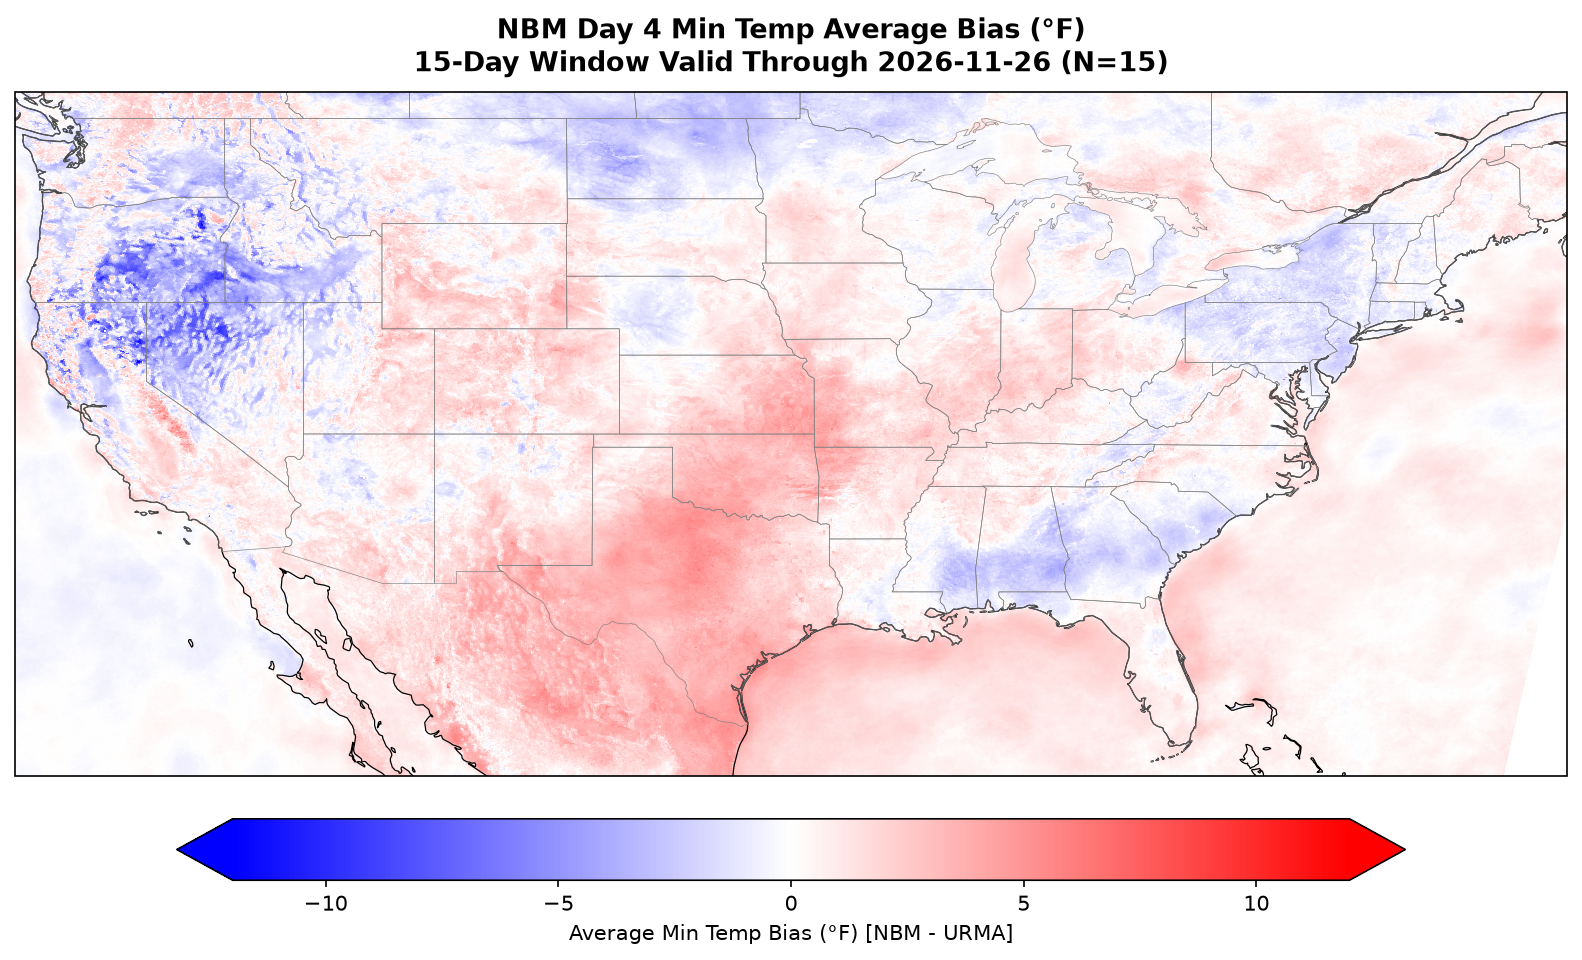 NBM Day 4 Min Temp Average Bias (°F)
15-Day Window Valid Through 2026-11-26 (N=15)
−10 −5 0 5 10
Average Min Temp Bias (°F) [NBM - URMA]